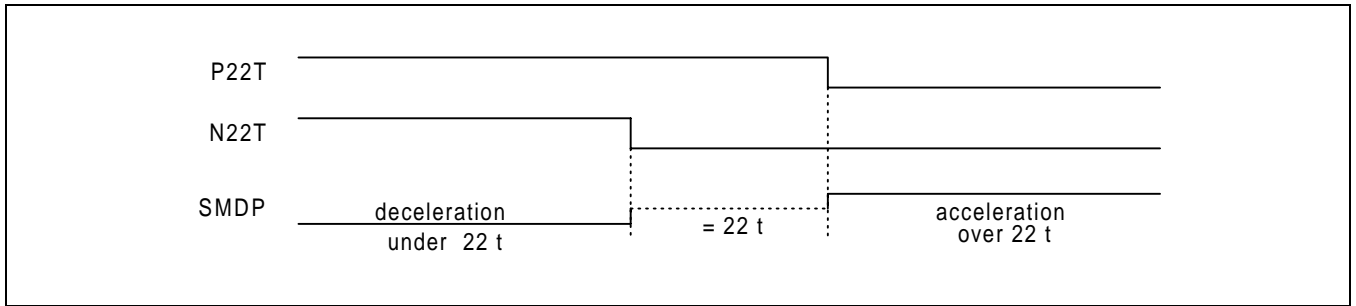 P22T
N22T
SMDP
deceleration
under 22 t
= 22 t
acceleration
over 22 t